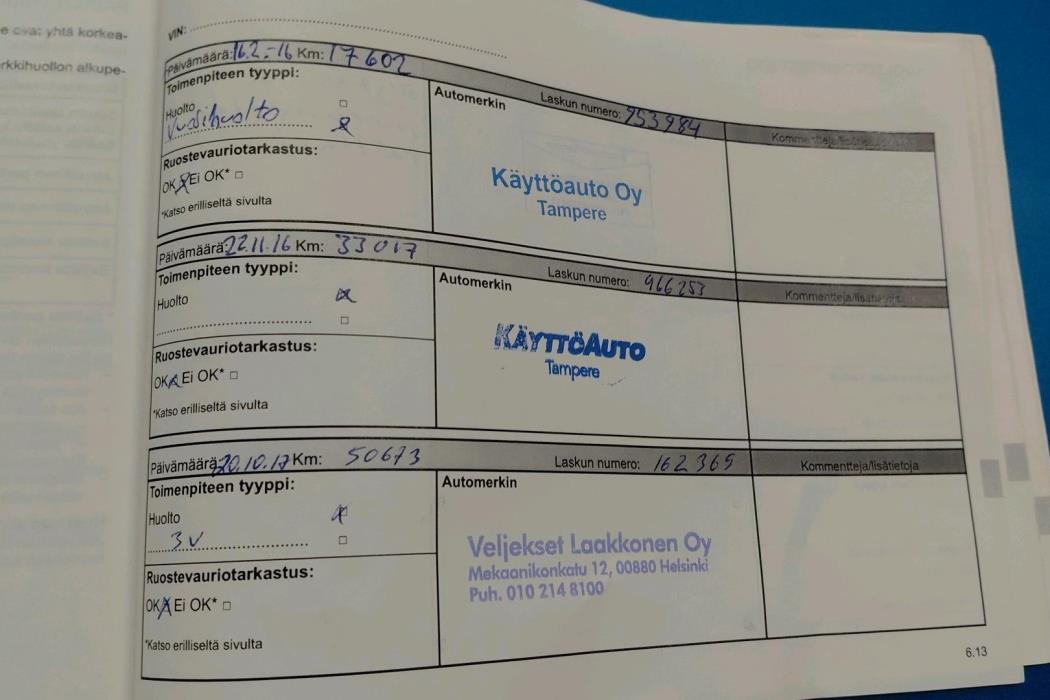 e ovat yhtä korkea-
rkkihuollon alkupe-
VIN:
Päivämäärä: 16.2.-16 Km: 17602
Toimenpiteen tyyppi:
Huolto
Vuosihuolto
Ruostevauriotarkastus:
OK Ei OK*
*Katso erilliseltä sivulta
Automerkin
Laskun numero: 953984
Kommentteja/lisätietoja
Käyttöauto Oy
Tampere
Päivämäärä: 22.11.16 Km: 33017
Toimenpiteen tyyppi:
Huolto
Ruostevauriotarkastus:
OK Ei OK*
*Katso erilliseltä sivulta
Automerkin
Laskun numero: 966253
Kommentteja/lisätietoja
KÄYTTÖAUTO
Tampere
Päivämäärä: 20.10.17 Km: 50673
Toimenpiteen tyyppi:
Huolto
3V
Ruostevauriotarkastus:
OK Ei OK*
*Katso erilliseltä sivulta
Automerkin
Laskun numero: 162365
Kommentteja/lisätietoja
Veljekset Laakkonen Oy
Mekaanikonkatu 12, 00880 Helsinki
Puh. 010 214 8100
6.13